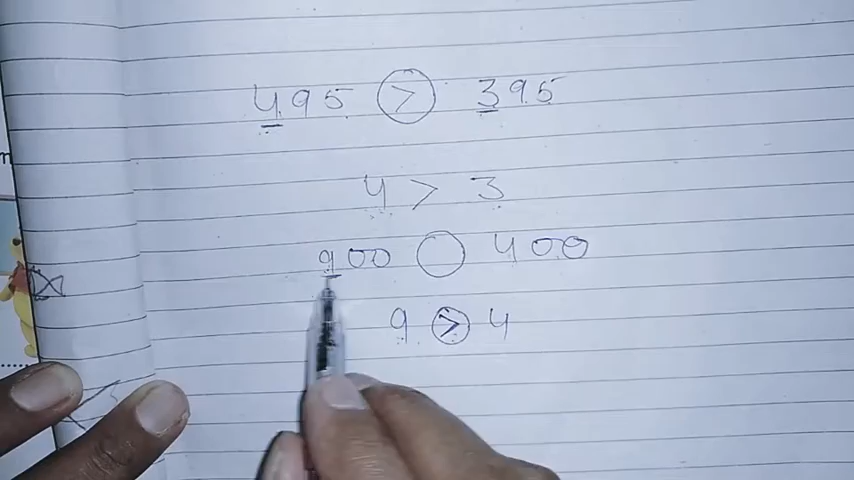 495 > 395
4 > 3
900 ○ 400
9 > 4